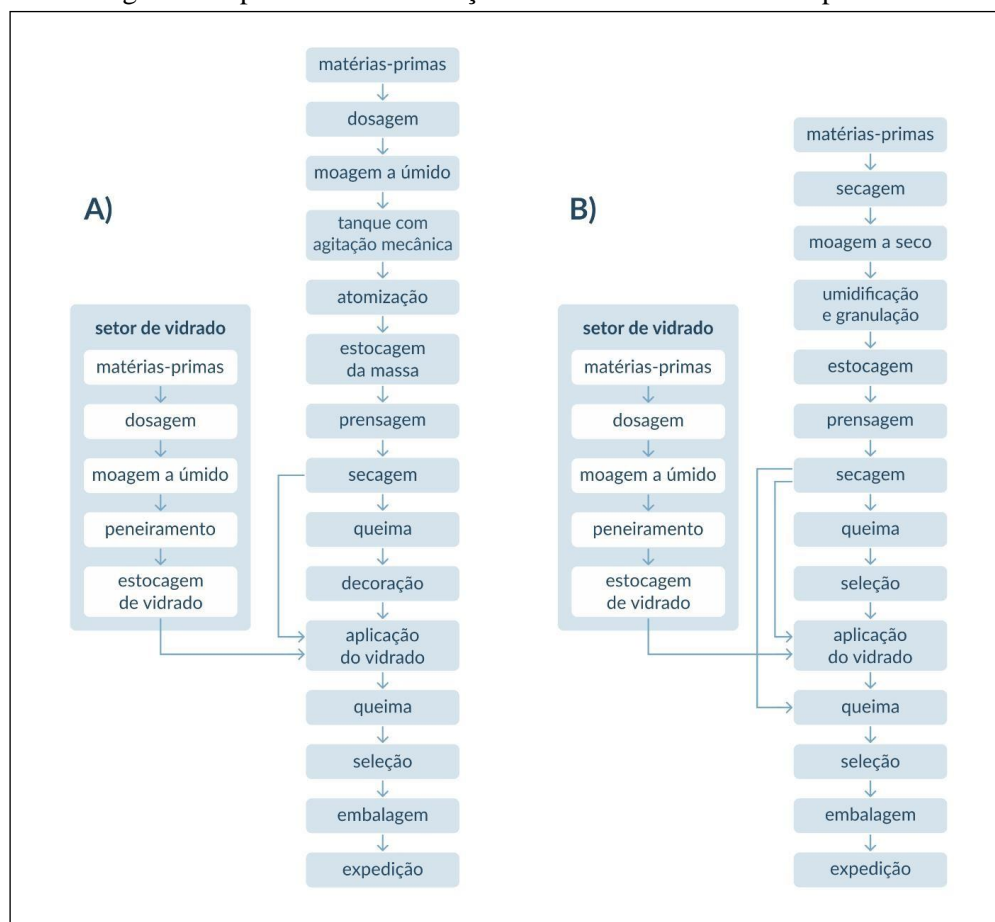 A)
matérias-primas
dosagem
moagem a úmido
tanque com
agitação mecânica
atomização
estocagem
da massa
prensagem
secagem
queima
decoração
aplicação
do vidrado
queima
seleção
embalagem
expedição
setor de vidrado
matérias-primas
dosagem
moagem a úmido
peneiramento
estocagem
de vidrado
B)
matérias-primas
secagem
moagem a seco
umidificação
e granulação
estocagem
prensagem
secagem
queima
seleção
aplicação
do vidrado
queima
seleção
embalagem
expedição
setor de vidrado
matérias-primas
dosagem
moagem a úmido
peneiramento
estocagem
de vidrado